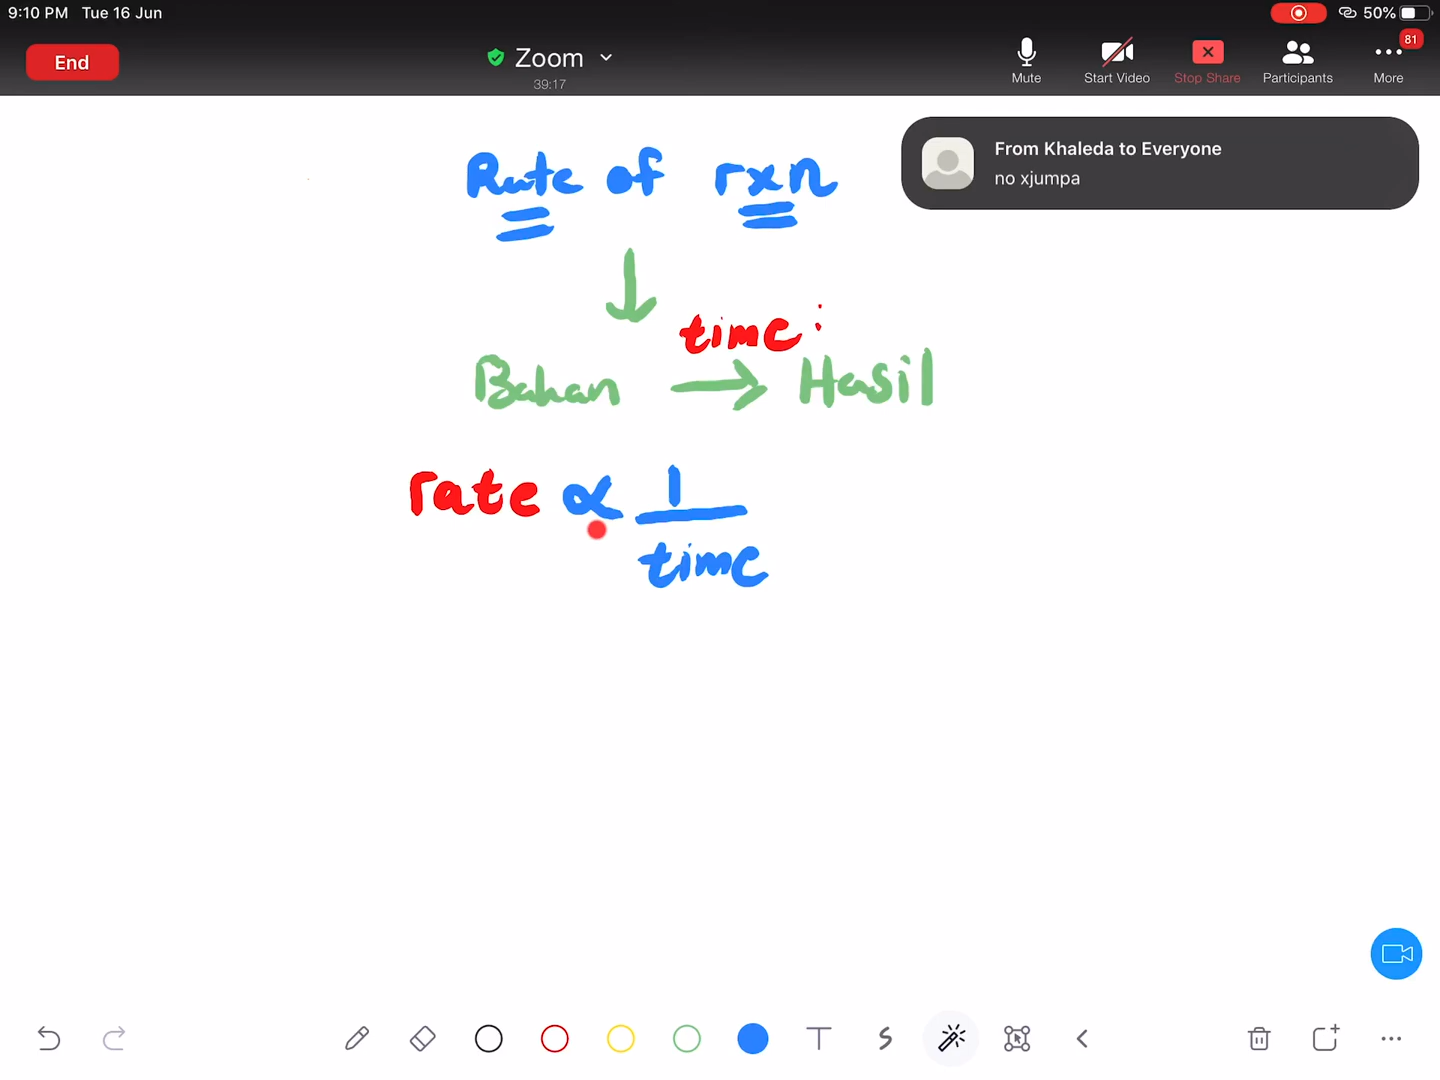 9:10 PM Tue 16 Jun
50%
End
Zoom
39:17
Mute
Start Video
Stop Share
Participants
81
More
From Khaleda to Everyone
no xjumpa
Rate of rxn
time:
Bahan → Hasil
rate ∝ 1
time
T